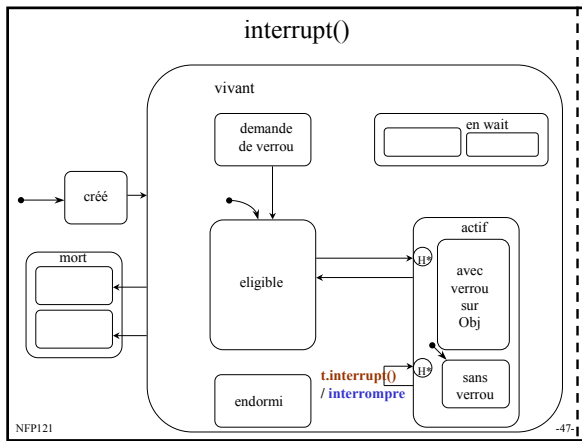 interrupt()
vivant
demande
de verrou
en wait
créé
actif
mort
eligible
H*
avec
verrou
sur
Obj
t.interrupt()
/ interrompre
H*
sans
verrou
endormi
NFP121
-47-